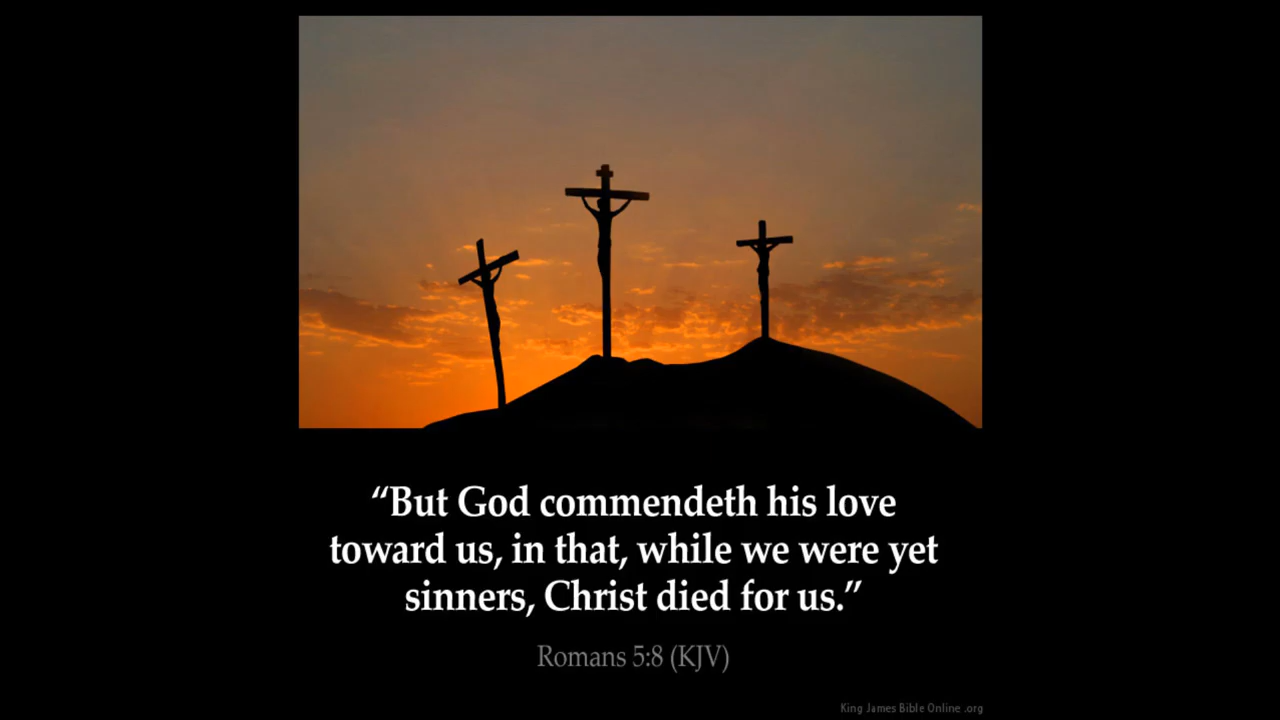 “But God commendeth his love
toward us, in that, while we were yet
sinners, Christ died for us.”
Romans 5:8 (KJV)
King James Bible Online .org